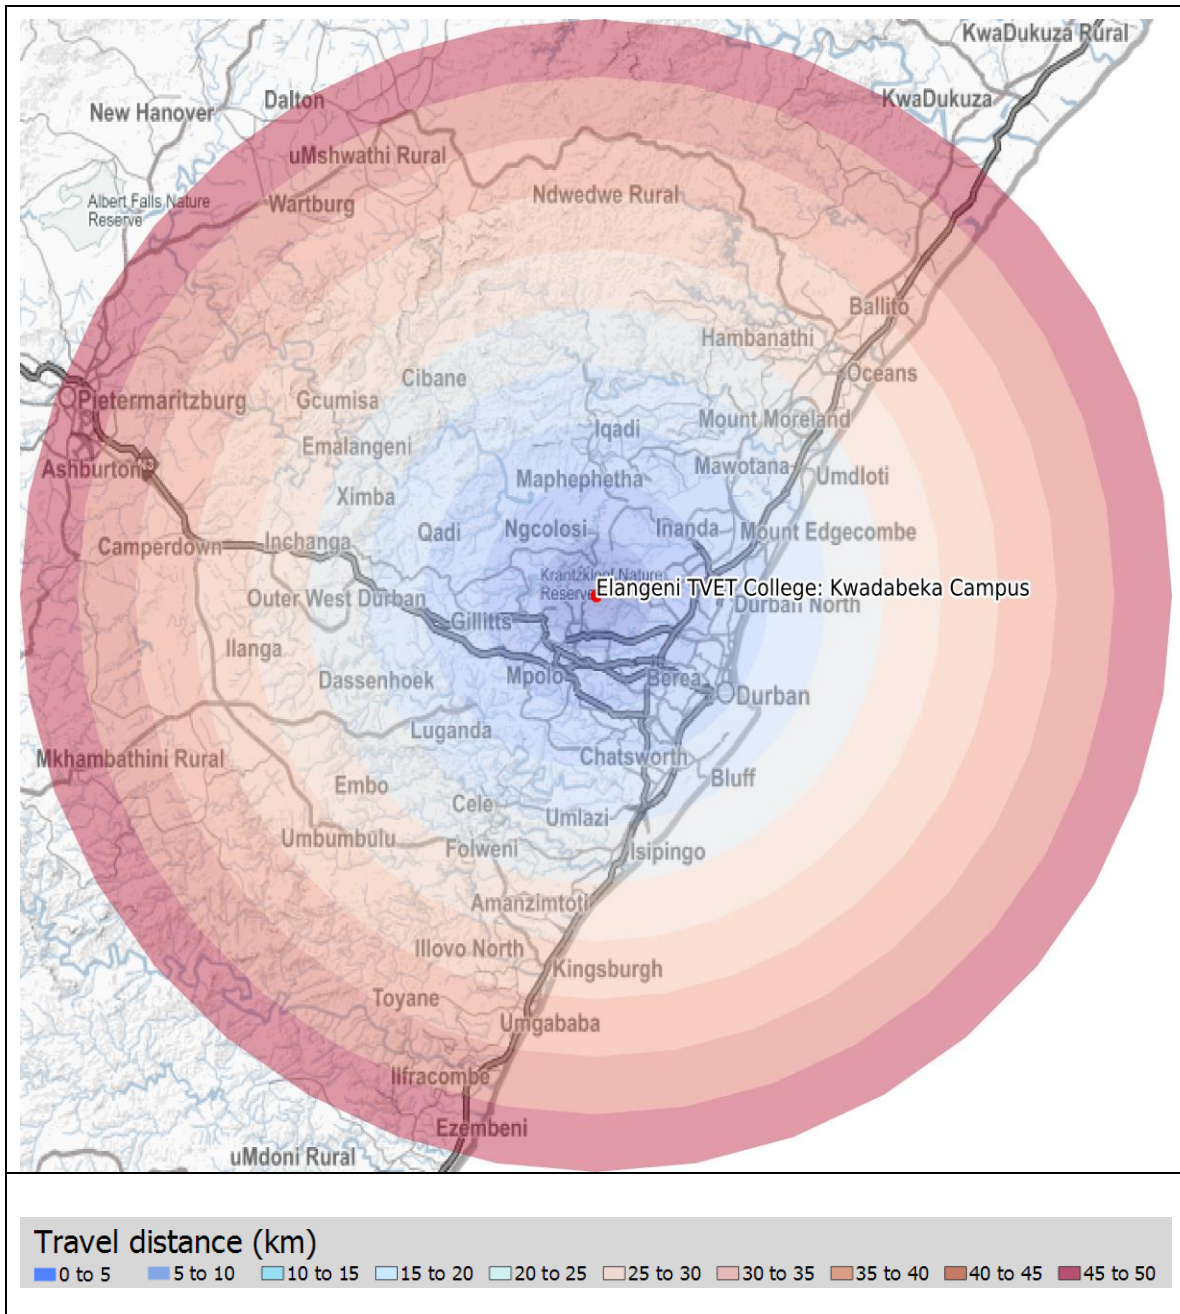 KwaDukuza Rural
KwaDukuza
New Hanover
Dalton
uMshwathi Rural
Albert Falls Nature
Reserve
Wartburg
Ndwedwe Rural
Ballito
Hambanathi
Oceans
Cibane
Gcumisa
Pietermaritzburg
Iqadi
Mount Moreland
Emalangeni
Ashburton
Maphephetha
Mawotana
Umdloti
Ximba
Qadi
Ngcolosi
Inanda
Mount Edgecombe
Camperdown
Inchanga
Krantzkloof Nature
Reserve
Elangeni TVET College: Kwadabeka Campus
Outer West Durban
Durban North
Gillitts
Ilanga
Dassenhoek
Mpolo
Berea
Durban
Luganda
Mkhambathini Rural
Chatsworth
Bluff
Embo
Cele
Umlazi
Umbumbulu
Folweni
Isipingo
Amanzimtoti
Illovo North
Kingsburgh
Toyane
Umgababa
Ilfracombe
Ezembeni
uMdoni Rural
Travel distance (km)
0 to 5 5 to 10 10 to 15 15 to 20 20 to 25 25 to 30 30 to 35 35 to 40 40 to 45 45 to 50